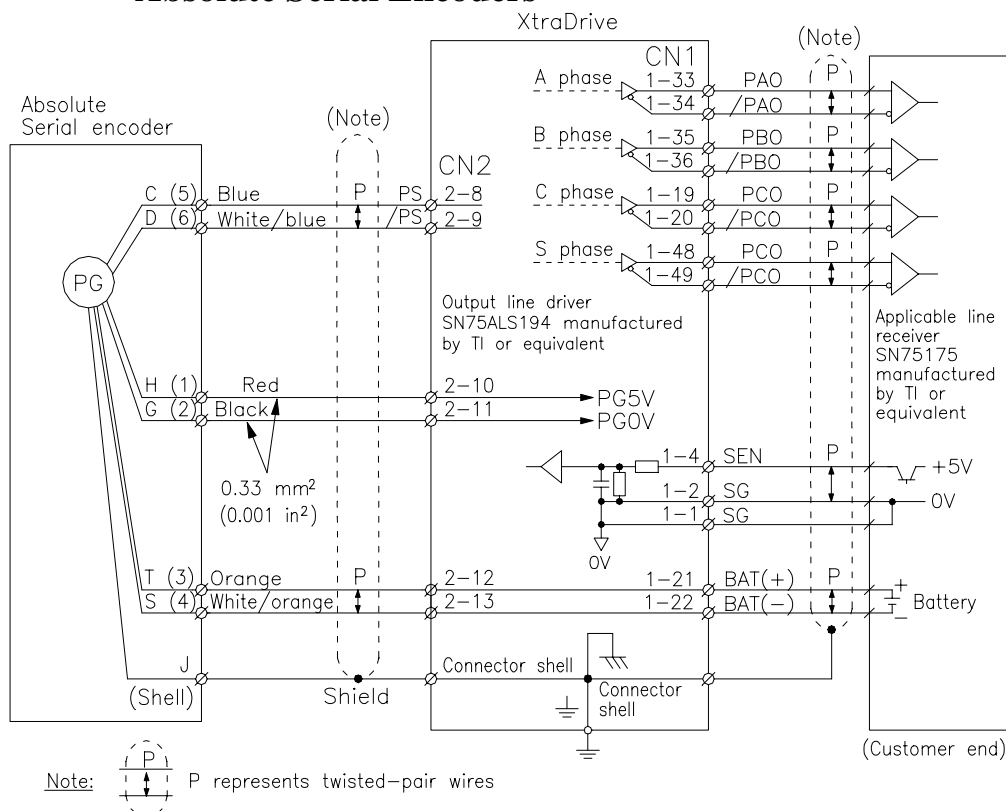 Absolute Serial Encoders
XtraDrive
(Note)
CN1
A phase 1-33 PAO P
1-34 /PAO
Absolute
Serial encoder
(Note)
B phase 1-35 PBO P
1-36 /PBO
CN2
C (5) Blue P PS 2-8
D (6) White/blue /PS 2-9
C phase 1-19 PCO P
1-20 /PCO
S phase 1-48 PCO P
1-49 /PCO
PG
Output line driver
SN75ALS194 manufactured
by TI or equivalent
Applicable line
receiver
SN75175
manufactured
by TI or
equivalent
H (1) Red 2-10 PG5V
G (2) Black 2-11 PG0V
0.33 mm²
(0.001 in²)
1-4 SEN P +5V
1-2 SG 0V
1-1 SG
0V
T (3) Orange P 2-12 1-21 BAT(+) P +
S (4) White/orange 2-13 1-22 BAT(-) - Battery
J
(Shell)
Shield
Connector shell
Connector
shell
(Customer end)
Note: P P represents twisted-pair wires